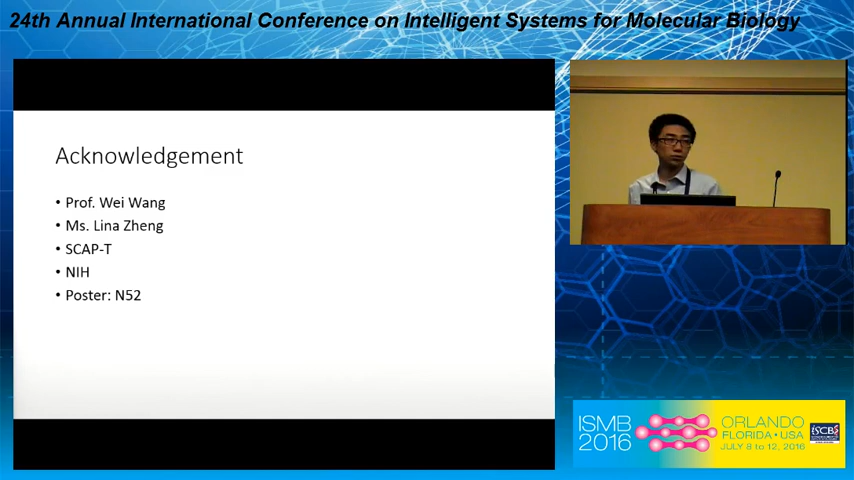 24th Annual International Conference on Intelligent Systems for Molecular Biology
Acknowledgement
• Prof. Wei Wang
• Ms. Lina Zheng
• SCAP-T
• NIH
• Poster: N52
ISMB
2016
ORLANDO
FLORIDA • USA
JULY 8 to 12, 2016
ISCB